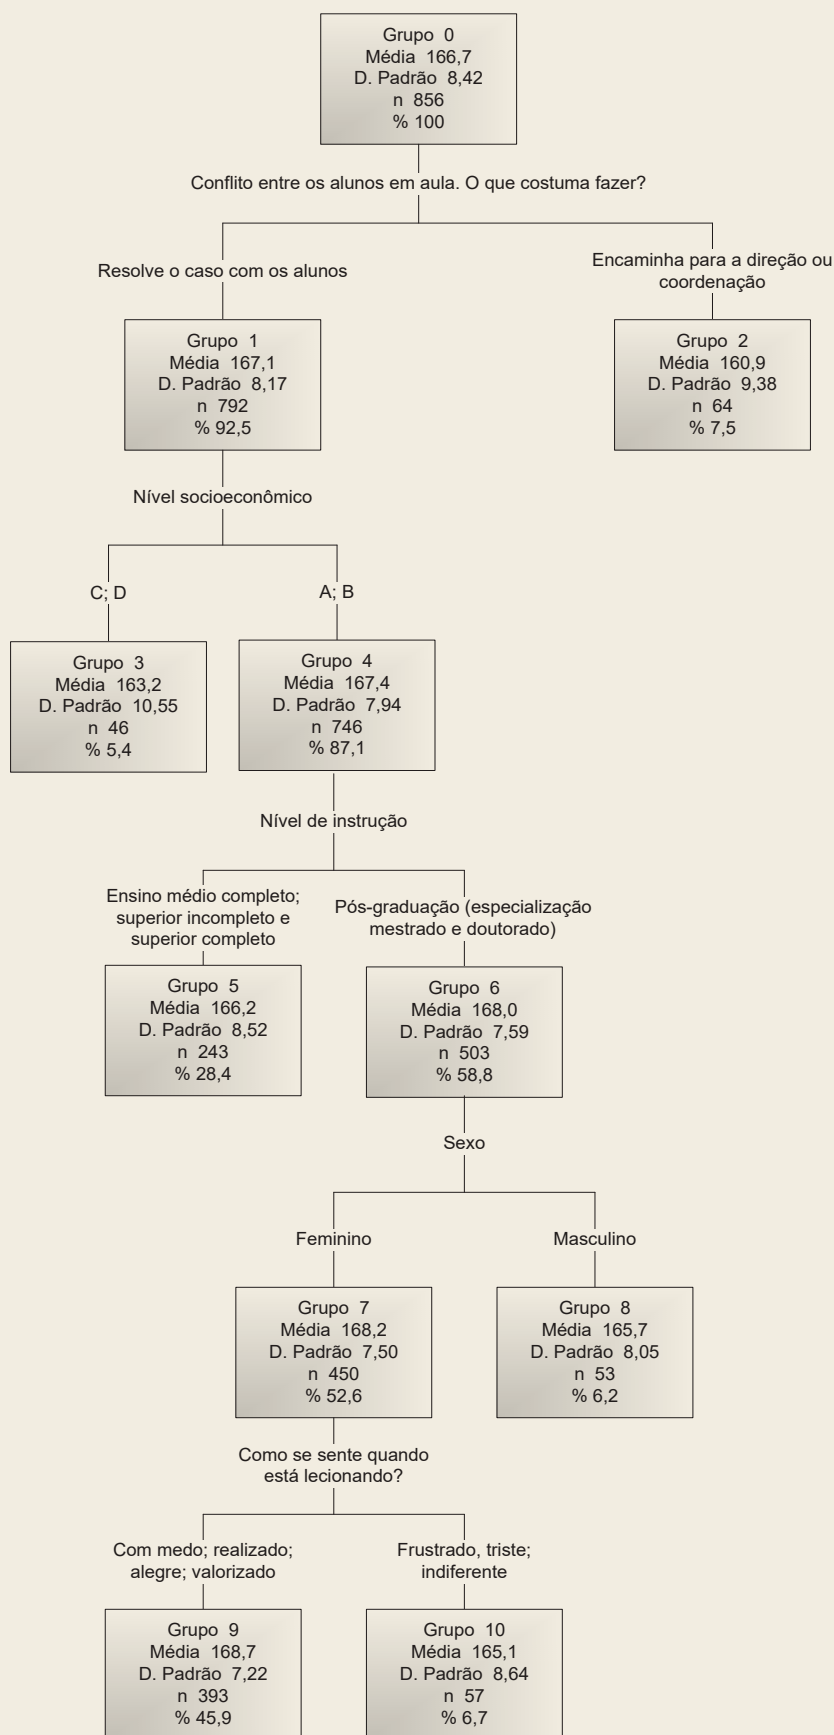 Grupo 0
Média 166,7
D. Padrão 8,42
n 856
% 100
Conflito entre os alunos em aula. O que costuma fazer?
Resolve o caso com os alunos
Encaminha para a direção ou
coordenação
Grupo 1
Média 167,1
D. Padrão 8,17
n 792
% 92,5
Grupo 2
Média 160,9
D. Padrão 9,38
n 64
% 7,5
Nível socioeconômico
C; D
A; B
Grupo 3
Média 163,2
D. Padrão 10,55
n 46
% 5,4
Grupo 4
Média 167,4
D. Padrão 7,94
n 746
% 87,1
Nível de instrução
Ensino médio completo;
superior incompleto e
superior completo
Pós-graduação (especialização
mestrado e doutorado)
Grupo 5
Média 166,2
D. Padrão 8,52
n 243
% 28,4
Grupo 6
Média 168,0
D. Padrão 7,59
n 503
% 58,8
Sexo
Feminino
Masculino
Grupo 7
Média 168,2
D. Padrão 7,50
n 450
% 52,6
Grupo 8
Média 165,7
D. Padrão 8,05
n 53
% 6,2
Como se sente quando
está lecionando?
Com medo; realizado;
alegre; valorizado
Frustrado, triste;
indiferente
Grupo 9
Média 168,7
D. Padrão 7,22
n 393
% 45,9
Grupo 10
Média 165,1
D. Padrão 8,64
n 57
% 6,7